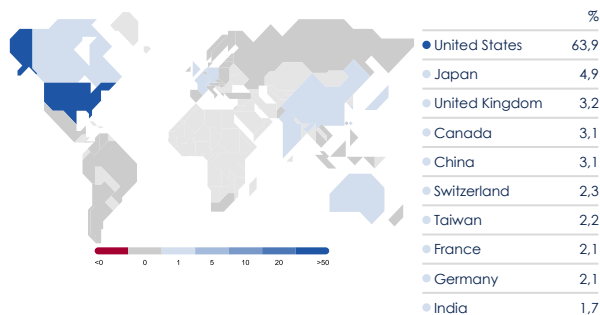 %
United States 63,9
Japan 4,9
United Kingdom 3,2
Canada 3,1
China 3,1
Switzerland 2,3
Taiwan 2,2
France 2,1
Germany 2,1
India 1,7
<0 0 1 5 10 20 >50